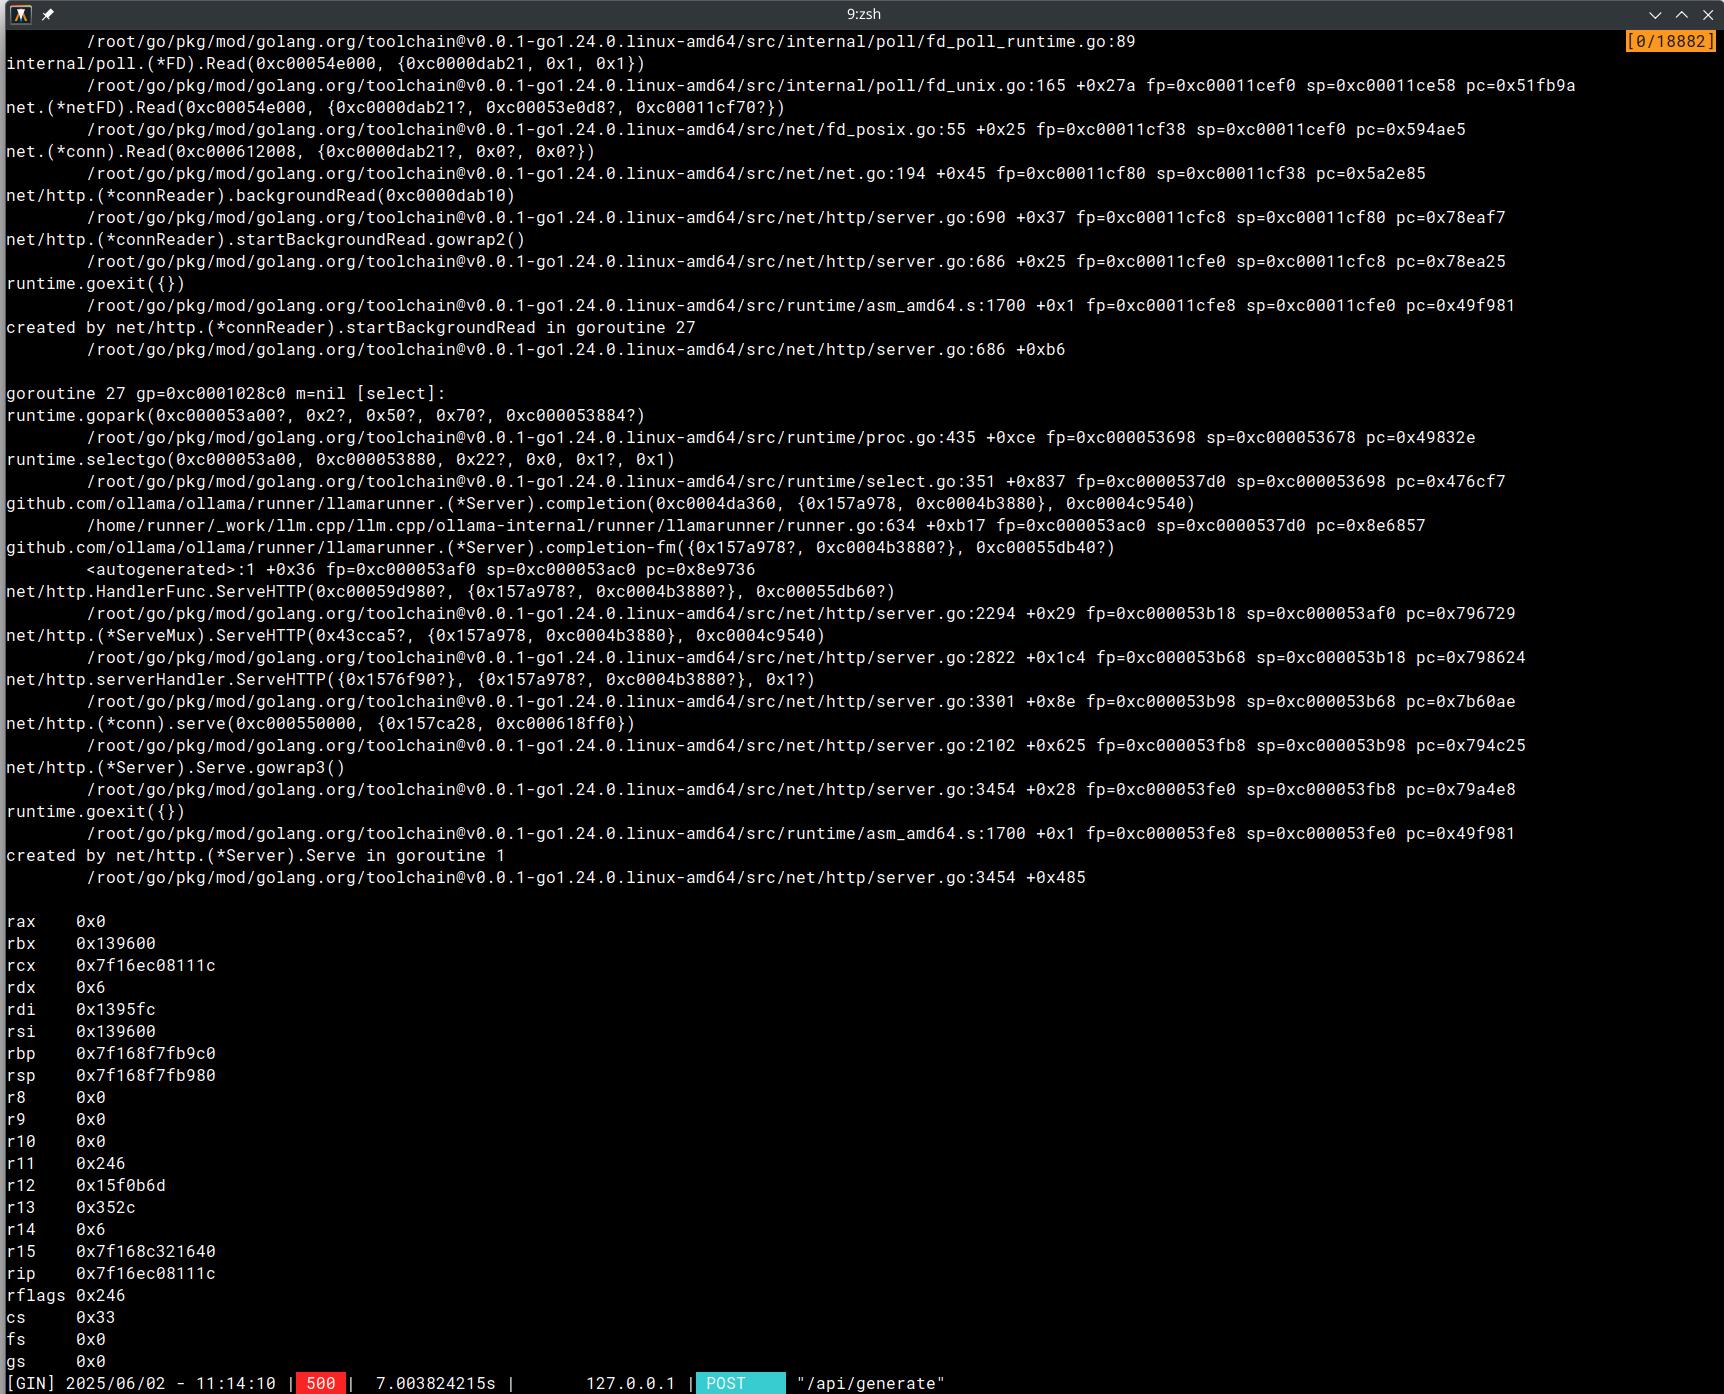 9:zsh
/root/go/pkg/mod/golang.org/toolchain@v0.0.1-go1.24.0.linux-amd64/src/internal/poll/fd_poll_runtime.go:89 [0/18882]
internal/poll.(*FD).Read(0xc00054e000, {0xc0000dab21, 0x1, 0x1})
/root/go/pkg/mod/golang.org/toolchain@v0.0.1-go1.24.0.linux-amd64/src/internal/poll/fd_unix.go:165 +0x27a fp=0xc00011cef0 sp=0xc00011ce58 pc=0x51fb9a
net.(*netFD).Read(0xc00054e000, {0xc0000dab21?, 0xc00053e0d8?, 0xc00011cf70?})
/root/go/pkg/mod/golang.org/toolchain@v0.0.1-go1.24.0.linux-amd64/src/net/fd_posix.go:55 +0x25 fp=0xc00011cf38 sp=0xc00011cef0 pc=0x594ae5
net.(*conn).Read(0xc000612008, {0xc0000dab21?, 0x0?, 0x0?})
/root/go/pkg/mod/golang.org/toolchain@v0.0.1-go1.24.0.linux-amd64/src/net/net.go:194 +0x45 fp=0xc00011cf80 sp=0xc00011cf38 pc=0x5a2e85
net/http.(*connReader).backgroundRead(0xc0000dab10)
/root/go/pkg/mod/golang.org/toolchain@v0.0.1-go1.24.0.linux-amd64/src/net/http/server.go:690 +0x37 fp=0xc00011cfc8 sp=0xc00011cf80 pc=0x78eaf7
net/http.(*connReader).startBackgroundRead.gowrap2()
/root/go/pkg/mod/golang.org/toolchain@v0.0.1-go1.24.0.linux-amd64/src/net/http/server.go:686 +0x25 fp=0xc00011cfe0 sp=0xc00011cfc8 pc=0x78ea25
runtime.goexit({})
/root/go/pkg/mod/golang.org/toolchain@v0.0.1-go1.24.0.linux-amd64/src/runtime/asm_amd64.s:1700 +0x1 fp=0xc00011cfe8 sp=0xc00011cfe0 pc=0x49f981
created by net/http.(*connReader).startBackgroundRead in goroutine 27
/root/go/pkg/mod/golang.org/toolchain@v0.0.1-go1.24.0.linux-amd64/src/net/http/server.go:686 +0xb6
goroutine 27 gp=0xc0001028c0 m=nil [select]:
runtime.gopark(0xc000053a00?, 0x2?, 0x50?, 0x70?, 0xc000053884?)
/root/go/pkg/mod/golang.org/toolchain@v0.0.1-go1.24.0.linux-amd64/src/runtime/proc.go:435 +0xce fp=0xc000053698 sp=0xc000053678 pc=0x49832e
runtime.selectgo(0xc000053a00, 0xc000053880, 0x22?, 0x0, 0x1?, 0x1)
/root/go/pkg/mod/golang.org/toolchain@v0.0.1-go1.24.0.linux-amd64/src/runtime/select.go:351 +0x837 fp=0xc0000537d0 sp=0xc000053698 pc=0x476cf7
github.com/ollama/ollama/runner/llamarunner.(*Server).completion(0xc0004da360, {0x157a978, 0xc0004b3880}, 0xc0004c9540)
/home/runner/_work/llm.cpp/llm.cpp/ollama-internal/runner/llamarunner/runner.go:634 +0xb17 fp=0xc000053ac0 sp=0xc0000537d0 pc=0x8e6857
github.com/ollama/ollama/runner/llamarunner.(*Server).completion-fm({0x157a978?, 0xc0004b3880?}, 0xc00055db40?)
<autogenerated>:1 +0x36 fp=0xc000053af0 sp=0xc000053ac0 pc=0x8e9736
net/http.HandlerFunc.ServeHTTP(0xc00059d980?, {0x157a978?, 0xc0004b3880?}, 0xc00055db60?)
/root/go/pkg/mod/golang.org/toolchain@v0.0.1-go1.24.0.linux-amd64/src/net/http/server.go:2294 +0x29 fp=0xc000053b18 sp=0xc000053af0 pc=0x796729
net/http.(*ServeMux).ServeHTTP(0x43cca5?, {0x157a978, 0xc0004b3880}, 0xc0004c9540)
/root/go/pkg/mod/golang.org/toolchain@v0.0.1-go1.24.0.linux-amd64/src/net/http/server.go:2822 +0x1c4 fp=0xc000053b68 sp=0xc000053b18 pc=0x798624
net/http.serverHandler.ServeHTTP({0x1576f90?}, {0x157a978?, 0xc0004b3880?}, 0x1?)
/root/go/pkg/mod/golang.org/toolchain@v0.0.1-go1.24.0.linux-amd64/src/net/http/server.go:3301 +0x8e fp=0xc000053b98 sp=0xc000053b68 pc=0x7b60ae
net/http.(*conn).serve(0xc000550000, {0x157ca28, 0xc000618ff0})
/root/go/pkg/mod/golang.org/toolchain@v0.0.1-go1.24.0.linux-amd64/src/net/http/server.go:2102 +0x625 fp=0xc000053fb8 sp=0xc000053b98 pc=0x794c25
net/http.(*Server).Serve.gowrap3()
/root/go/pkg/mod/golang.org/toolchain@v0.0.1-go1.24.0.linux-amd64/src/net/http/server.go:3454 +0x28 fp=0xc000053fe0 sp=0xc000053fb8 pc=0x79a4e8
runtime.goexit({})
/root/go/pkg/mod/golang.org/toolchain@v0.0.1-go1.24.0.linux-amd64/src/runtime/asm_amd64.s:1700 +0x1 fp=0xc000053fe8 sp=0xc000053fe0 pc=0x49f981
created by net/http.(*Server).Serve in goroutine 1
/root/go/pkg/mod/golang.org/toolchain@v0.0.1-go1.24.0.linux-amd64/src/net/http/server.go:3454 +0x485
rax 0x0
rbx 0x139600
rcx 0x7f16ec08111c
rdx 0x6
rdi 0x1395fc
rsi 0x139600
rbp 0x7f168f7fb9c0
rsp 0x7f168f7fb980
r8 0x0
r9 0x0
r10 0x0
r11 0x246
r12 0x15f0b6d
r13 0x352c
r14 0x6
r15 0x7f168c321640
rip 0x7f16ec08111c
rflags 0x246
cs 0x33
fs 0x0
gs 0x0
[GIN] 2025/06/02 - 11:14:10 | 500 | 7.003824215s | 127.0.0.1 | POST "/api/generate"